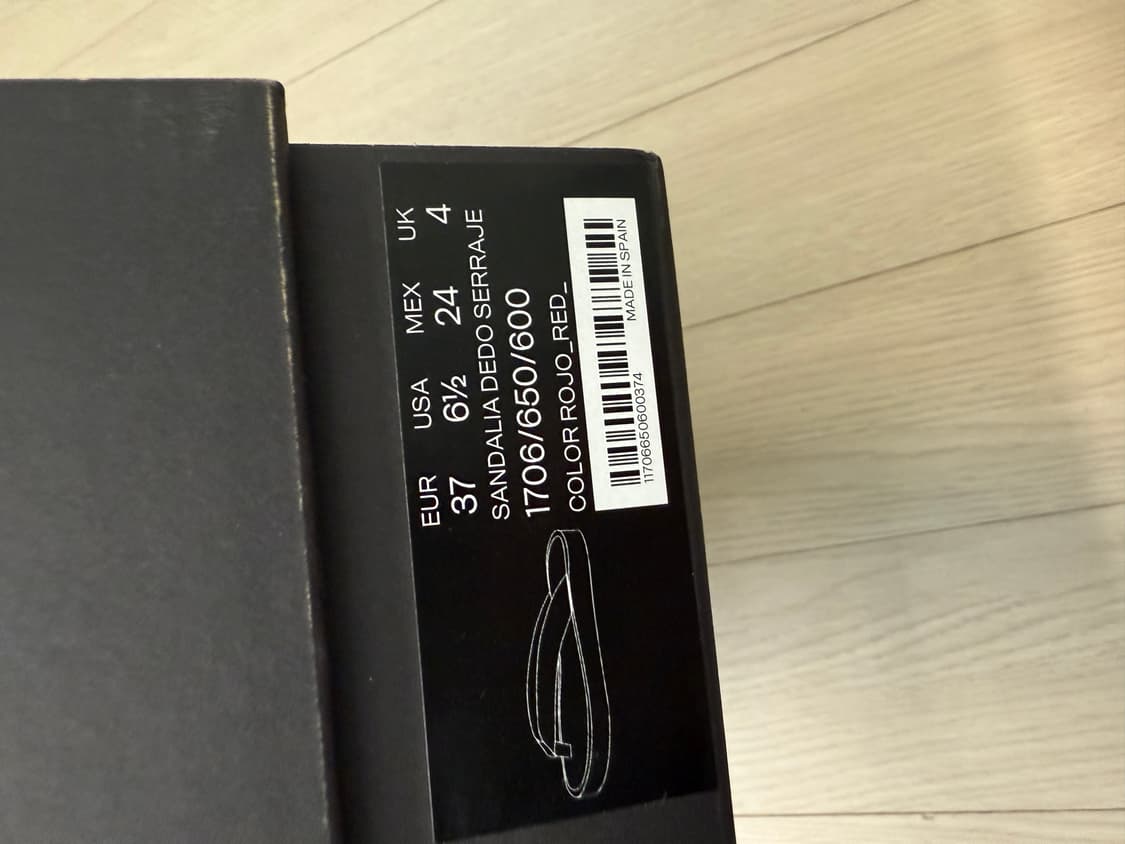 EUR USA MEX UK
37 6½ 24 4
SANDALIA DEDO SERRAJE
1706/650/600
COLOR ROJO_RED_
11706650600374 MADE IN SPAIN